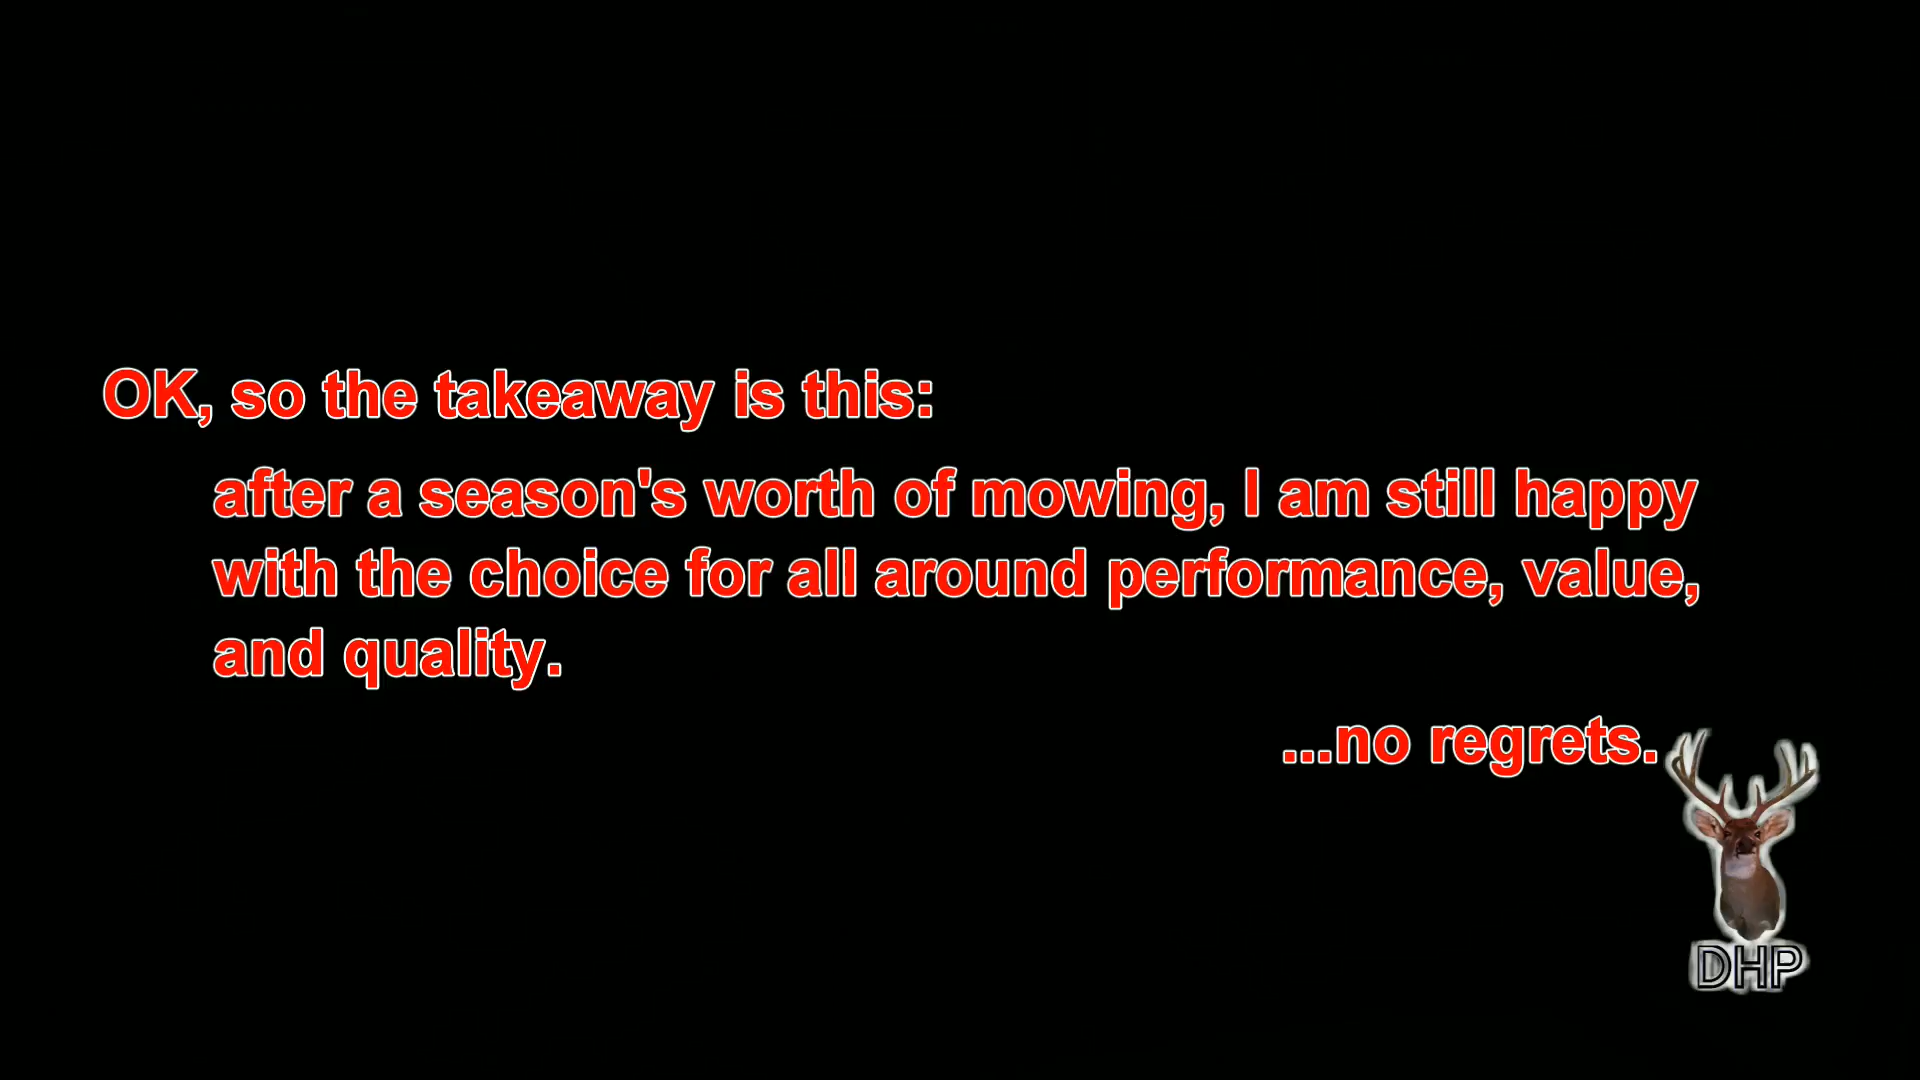 OK, so the takeaway is this:
after a season's worth of mowing, I am still happy
with the choice for all around performance, value,
and quality.
...no regrets.
DHP